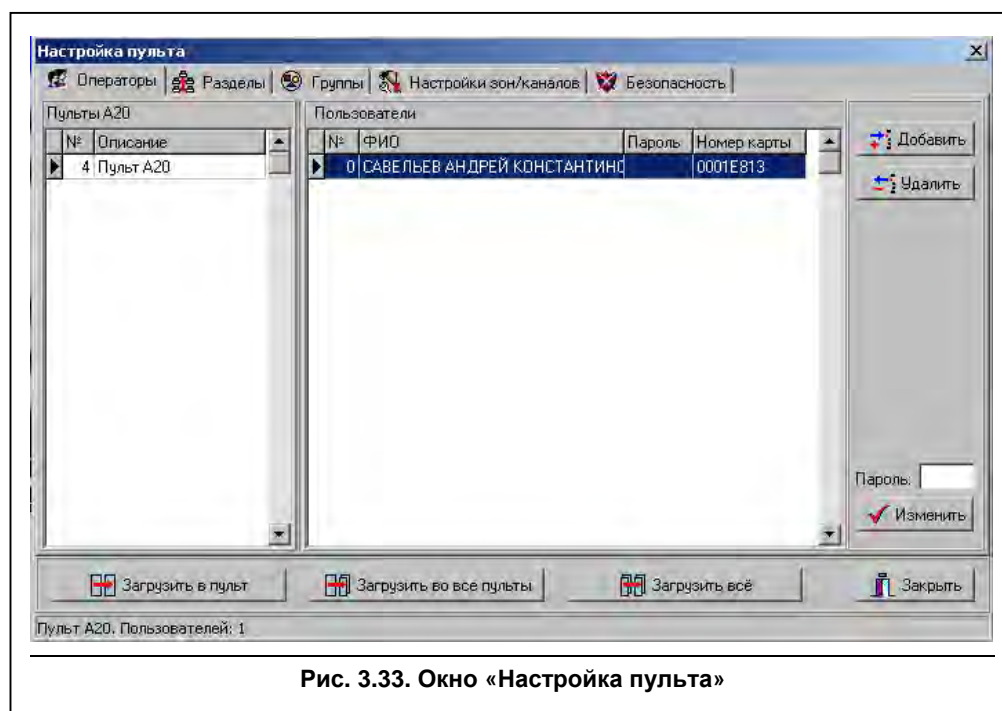 Настройка пульта
Операторы Разделы Группы Настройки зон/каналов Безопасность
Пульты А20 Пользователи
№ Описание № ФИО Пароль Номер карты Добавить
4 Пульт А20 0 САВЕЛЬЕВ АНДРЕЙ КОНСТАНТИНО 0001E813
Удалить
Пароль:
Изменить
Загрузить в пульт Загрузить во все пульты Загрузить всё Закрыть
Пульт А20. Пользователей: 1
Рис. 3.33. Окно «Настройка пульта»